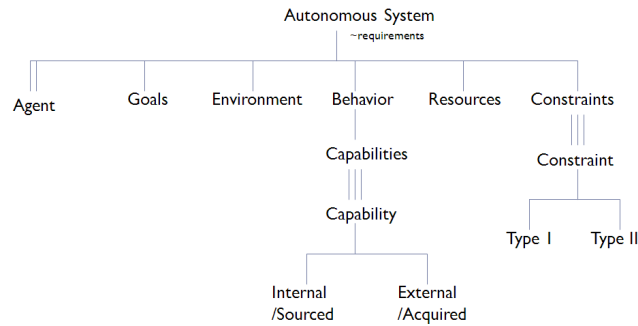 Autonomous System
~requirements
Agent
Goals
Environment
Behavior
Resources
Constraints
Capabilities
Constraint
Capability
Type I
Type II
Internal
/Sourced
External
/Acquired